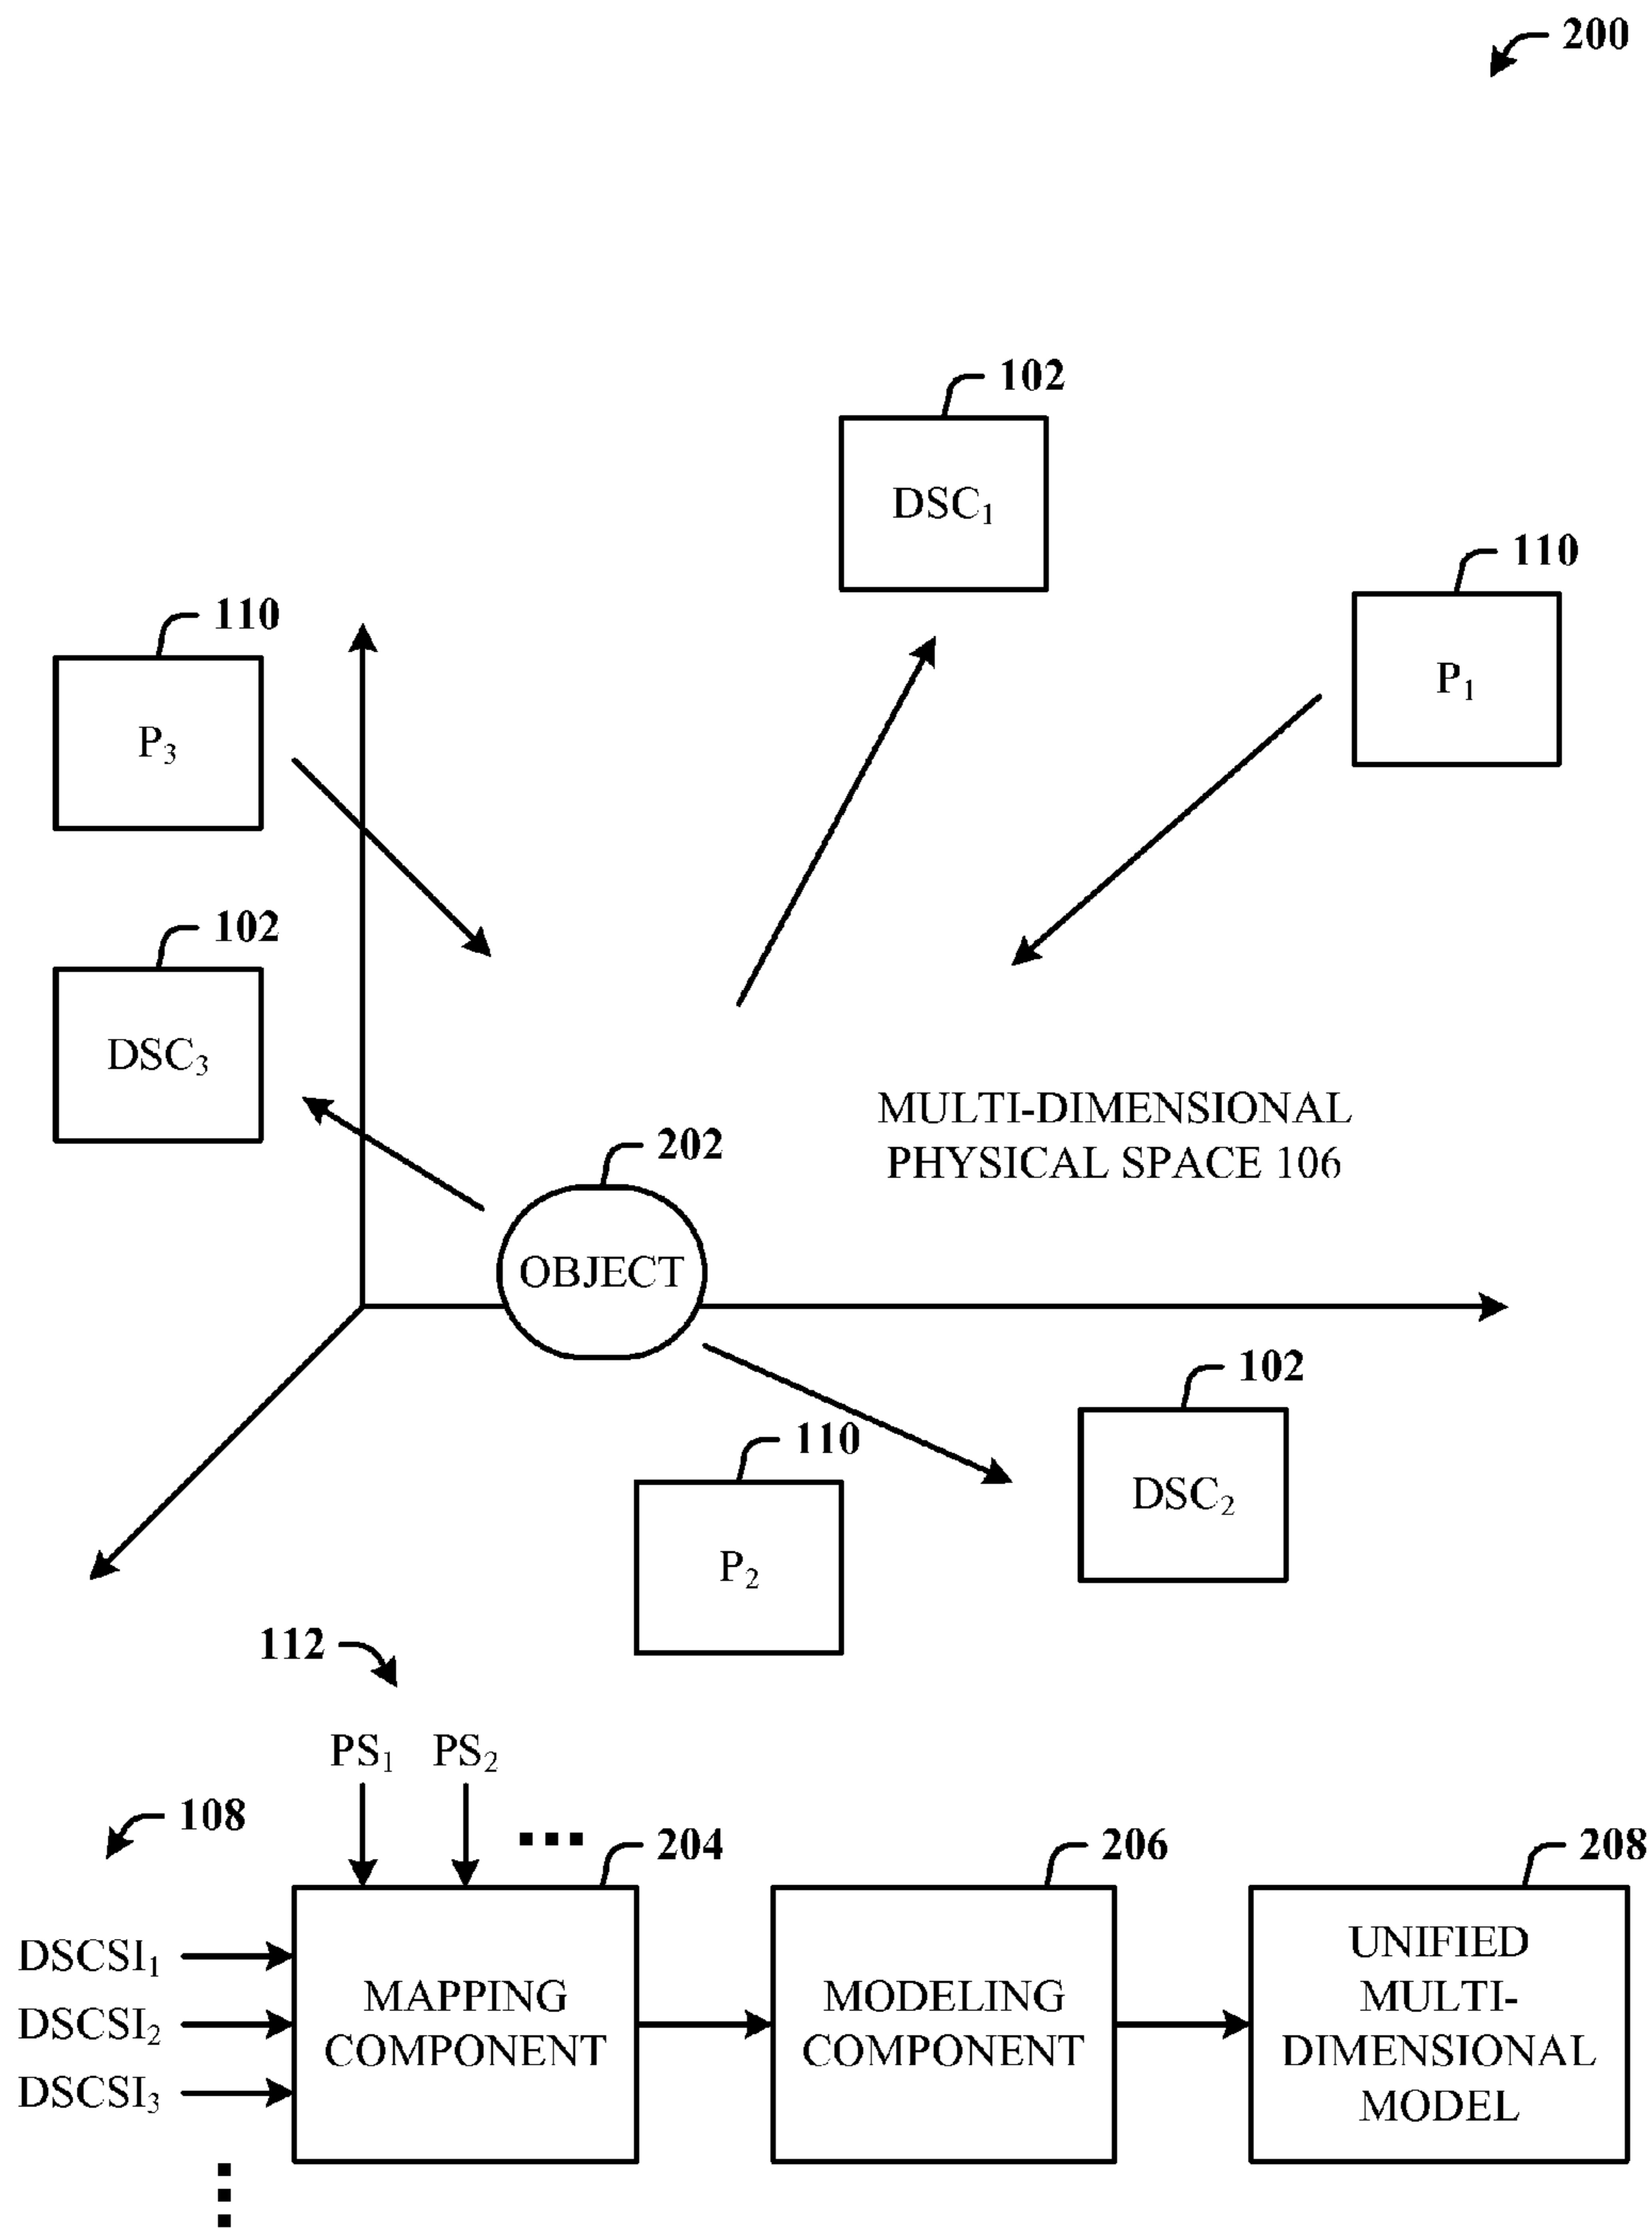 200
102
DSC₁
110
P₁
110
P₃
102
DSC₃
MULTI-DIMENSIONAL
PHYSICAL SPACE 106
202
OBJECT
102
DSC₂
110
P₂
112
PS₁ PS₂ ...
108
204
206
208
DSCSI₁
DSCSI₂
DSCSI₃
MAPPING
COMPONENT
MODELING
COMPONENT
UNIFIED
MULTI-
DIMENSIONAL
MODEL